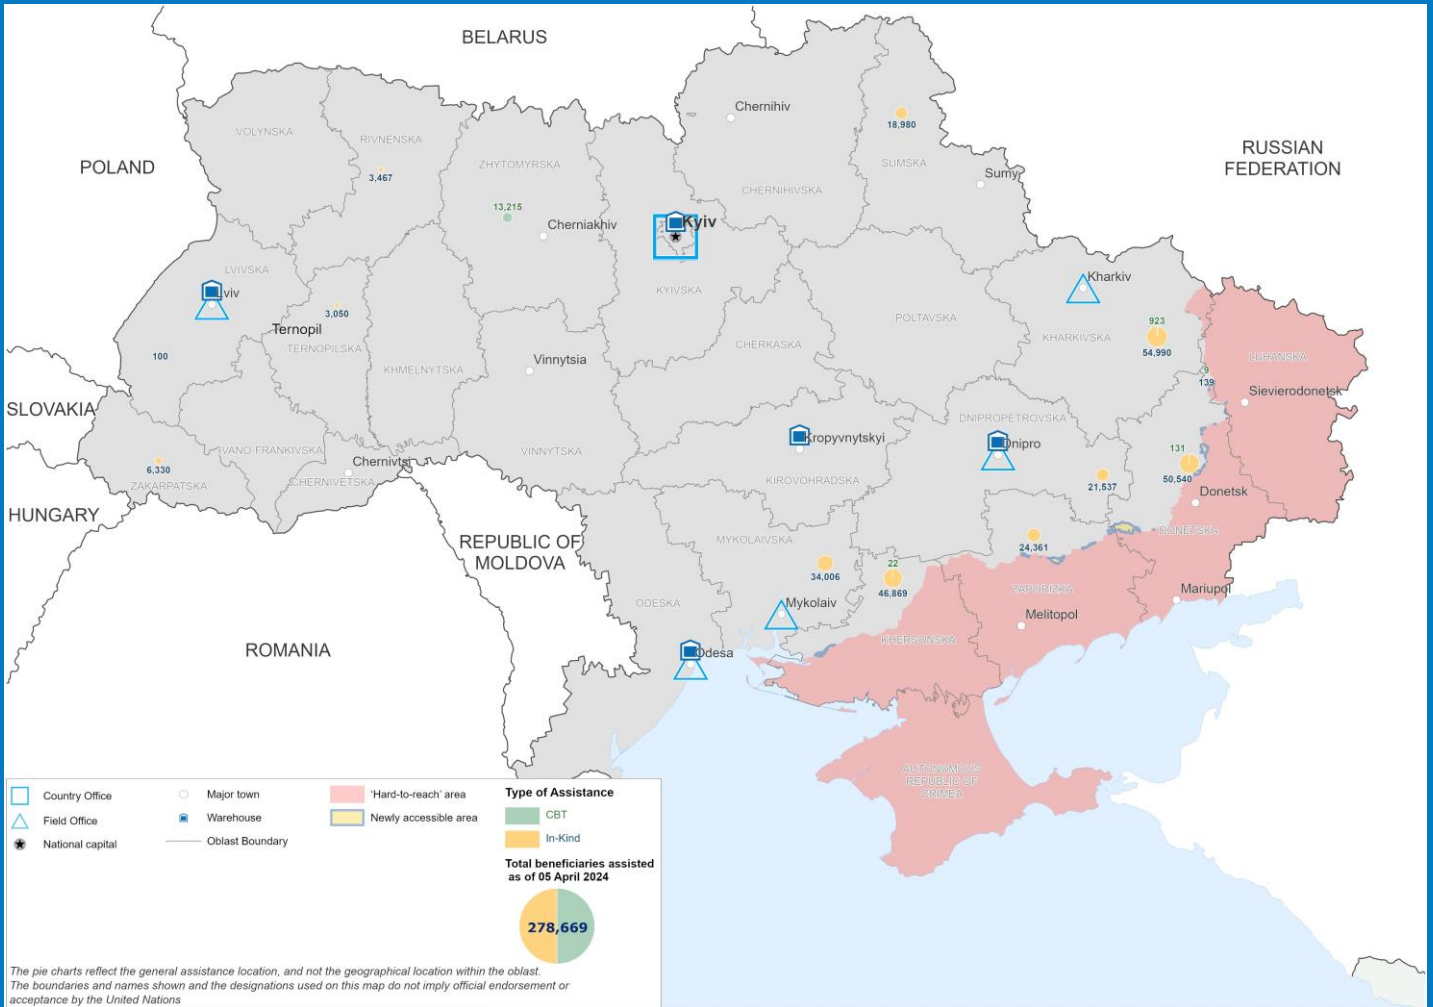 BELARUS
POLAND
RUSSIAN
FEDERATION
SLOVAKIA
HUNGARY
REPUBLIC OF
MOLDOVA
ROMANIA
VOLYNSKA
RIVNENSKA
3,467
ZHYTOMYRSKA
13,215
Cherniakhiv
Kyiv
KYIVSKA
Chernihiv
CHERNIHIVSKA
18,980
SUMSKA
Sumy
LVIVSKA
Lviv
100
3,050
Ternopil
TERNOPILSKA
KHMELNYTSKA
Vinnytsia
VINNYTSKA
CHERKASKA
POLTAVSKA
Kharkiv
KHARKIVSKA
923
54,990
9
139
LUHANSKA
Sievierodonetsk
6,330
ZAKARPATSKA
IVANO-FRANKIVSKA
Chernivtsi
CHERNIVETSKA
Kropyvnytskyi
KIROVOHRADSKA
DNIPROPETROVSKA
Dnipro
21,537
131
50,540
Donetsk
DONETSKA
MYKOLAIVSKA
34,006
Mykolaiv
22
46,869
24,361
ZAPORIZKA
Melitopol
Mariupol
KHERSONSKA
ODESKA
Odesa
AUTONOMOUS
REPUBLIC OF
CRIMEA
Country Office
Field Office
National capital
Major town
Warehouse
Oblast Boundary
'Hard-to-reach' area
Newly accessible area
Type of Assistance
CBT
In-Kind
Total beneficiaries assisted
as of 05 April 2024
278,669
The pie charts reflect the general assistance location, and not the geographical location within the oblast.
The boundaries and names shown and the designations used on this map do not imply official endorsement or
acceptance by the United Nations